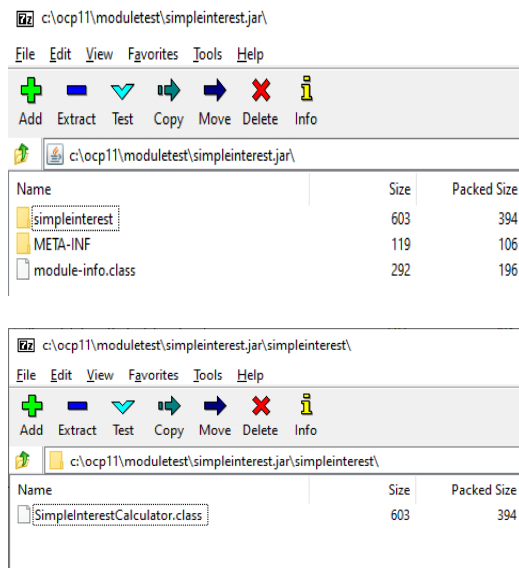 7z c:\ocp11\moduletest\simpleinterest.jar\
File Edit View Favorites Tools Help
Add Extract Test Copy Move Delete Info
c:\ocp11\moduletest\simpleinterest.jar\
Name Size Packed Size
simpleinterest 603 394
META-INF 119 106
module-info.class 292 196
7z c:\ocp11\moduletest\simpleinterest.jar\simpleinterest\
File Edit View Favorites Tools Help
Add Extract Test Copy Move Delete Info
c:\ocp11\moduletest\simpleinterest.jar\simpleinterest\
Name Size Packed Size
SimpleInterestCalculator.class 603 394